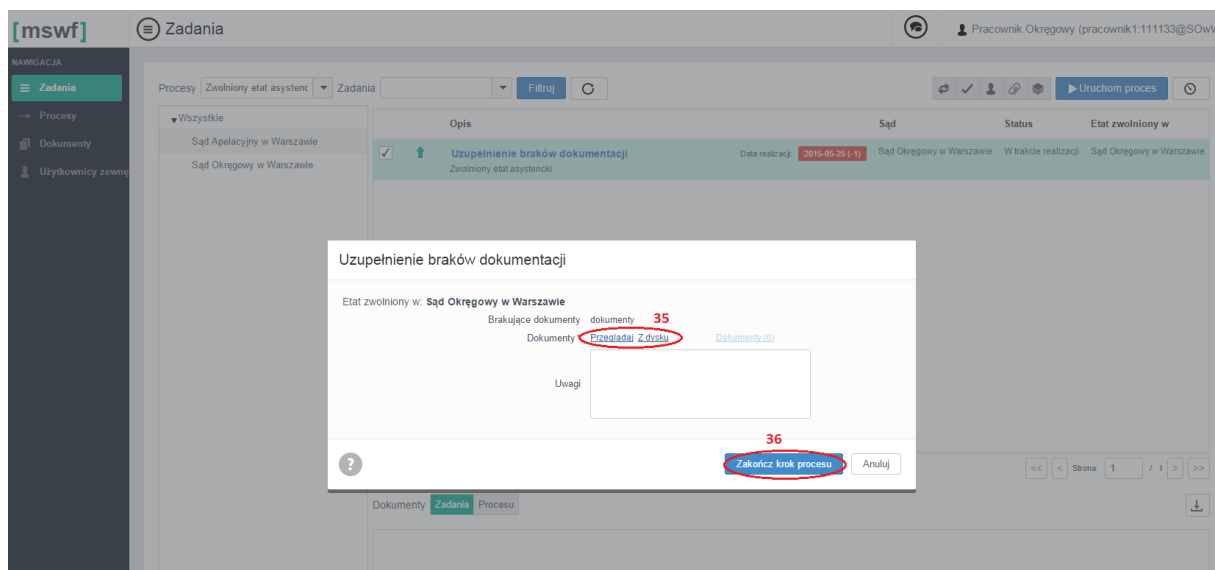 [mswf]
Zadania
Pracownik Okręgowy (pracownik1:111133@SOwW
NAWIGACJA
Zadania
Procesy
Dokumenty
Użytkownicy zewnę
Procesy Zwolniony etat asystenc Zadania Filtruj Uruchom proces
Wszystkie
Sąd Apelacyjny w Warszawie
Sąd Okręgowy w Warszawie
Opis Sąd Status Etat zwolniony w
Uzupełnienie braków dokumentacji Data realizacji: 2015-05-25 (-1) Sąd Okręgowy w Warszawie W trakcie realizacji Sąd Okręgowy w Warszawie
Zwolniony etat asystencki
Uzupełnienie braków dokumentacji
Etat zwolniony w: Sąd Okręgowy w Warszawie
Brakujące dokumenty dokumenty 35
Dokumenty * Przeglądaj Z dysku Dokumenty (0)
Uwagi
36
? Zakończ krok procesu Anuluj
<< < Strona: 1 / 1 > >>
Dokumenty Zadania Procesu